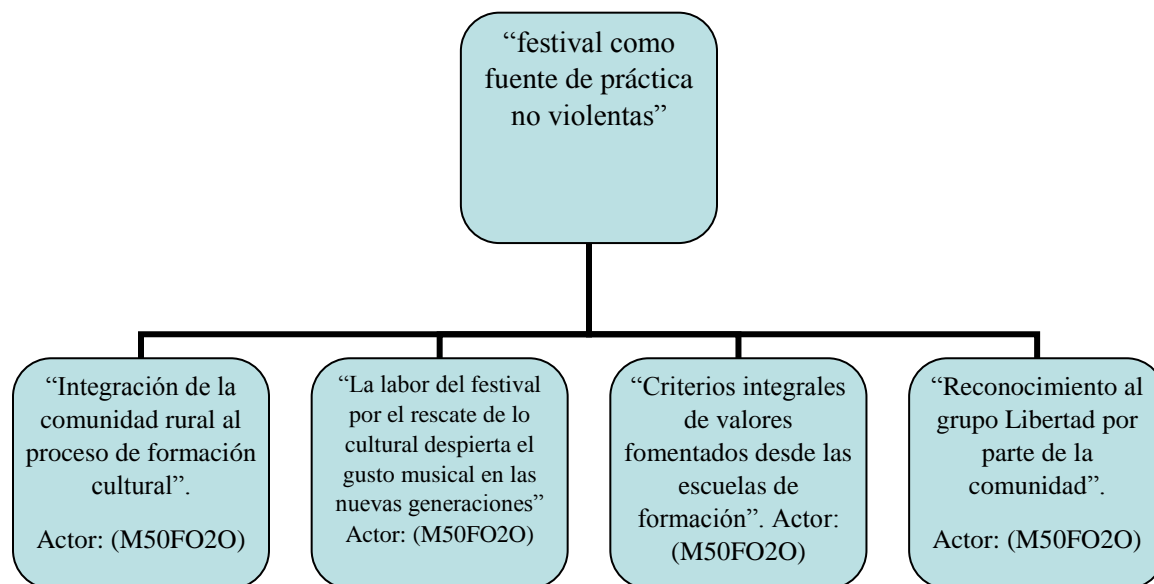 “festival como
fuente de práctica
no violentas”
“Integración de la
comunidad rural al
proceso de formación
cultural”.
Actor: (M50FO2O)
“La labor del festival
por el rescate de lo
cultural despierta el
gusto musical en las
nuevas generaciones”
Actor: (M50FO2O)
“Criterios integrales
de valores
fomentados desde las
escuelas de
formación”. Actor:
(M50FO2O)
“Reconocimiento al
grupo Libertad por
parte de la
comunidad”.
Actor: (M50FO2O)